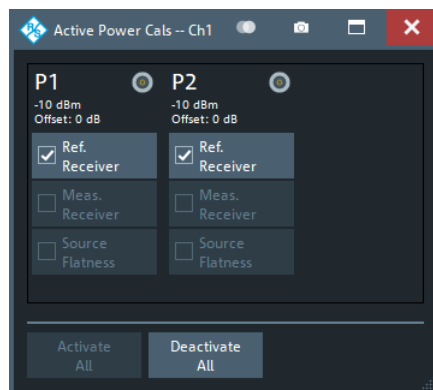 Active Power Cals -- Ch1
P1
-10 dBm
Offset: 0 dB
Ref.
Receiver
Meas.
Receiver
Source
Flatness
P2
-10 dBm
Offset: 0 dB
Ref.
Receiver
Meas.
Receiver
Source
Flatness
Activate
All
Deactivate
All